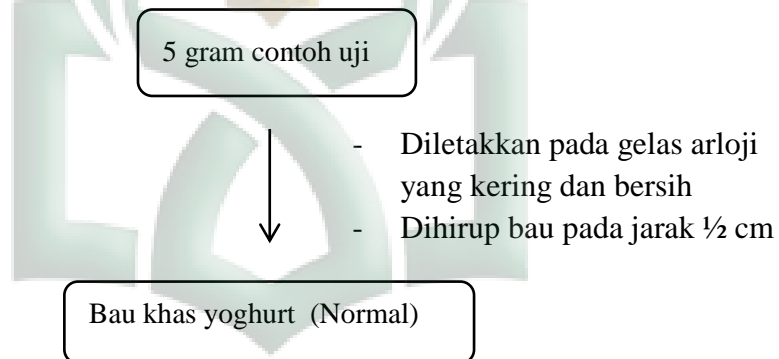 5 gram contoh uji
- Diletakkan pada gelas arloji
yang kering dan bersih
- Dihirup bau pada jarak ½ cm
Bau khas yoghurt (Normal)